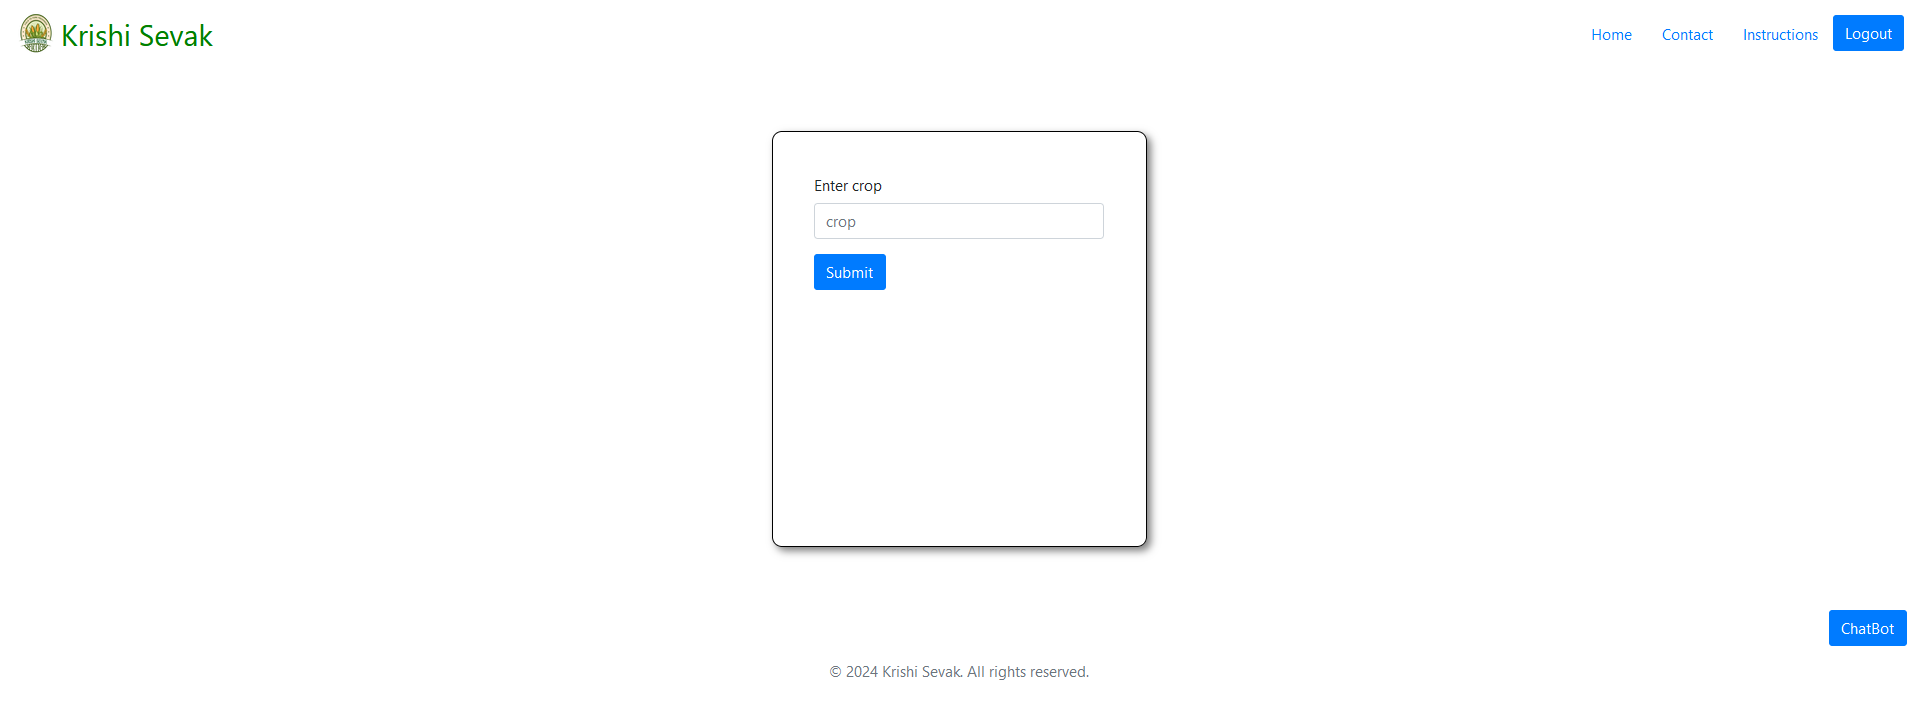 Krishi Sevak
Home Contact Instructions Logout
Enter crop
crop
Submit
ChatBot
© 2024 Krishi Sevak. All rights reserved.